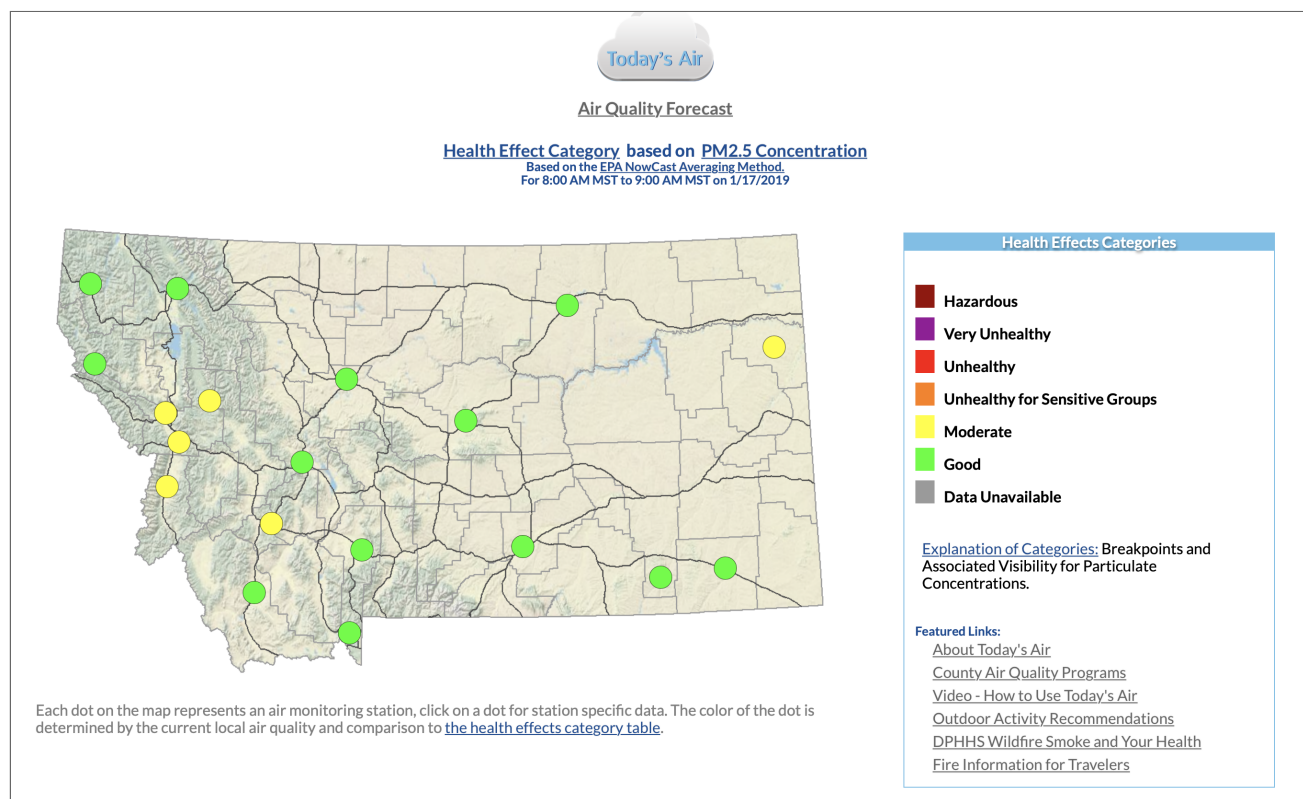 Today's Air
Air Quality Forecast
Health Effect Category based on PM2.5 Concentration
Based on the EPA NowCast Averaging Method.
For 8:00 AM MST to 9:00 AM MST on 1/17/2019
Health Effects Categories
Hazardous
Very Unhealthy
Unhealthy
Unhealthy for Sensitive Groups
Moderate
Good
Data Unavailable
Explanation of Categories: Breakpoints and
Associated Visibility for Particulate
Concentrations.
Featured Links:
About Today's Air
County Air Quality Programs
Video - How to Use Today's Air
Outdoor Activity Recommendations
DPHHS Wildfire Smoke and Your Health
Fire Information for Travelers
Each dot on the map represents an air monitoring station, click on a dot for station specific data. The color of the dot is
determined by the current local air quality and comparison to the health effects category table.